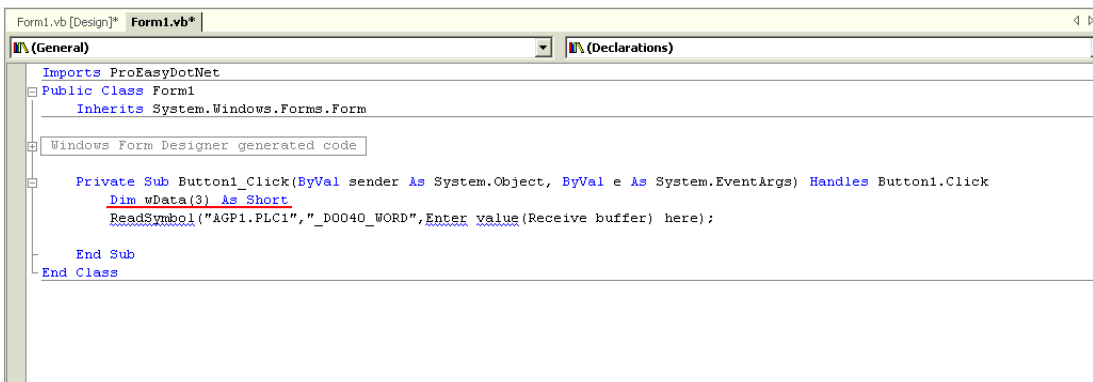 Form1.vb [Design]* Form1.vb*
(General) (Declarations)
Imports ProEasyDotNet
Public Class Form1
Inherits System.Windows.Forms.Form
Windows Form Designer generated code
Private Sub Button1_Click(ByVal sender As System.Object, ByVal e As System.EventArgs) Handles Button1.Click
Dim wData(3) As Short
ReadSymbol("AGP1.PLC1","_D0040_WORD",Enter value(Receive buffer) here);
End Sub
End Class